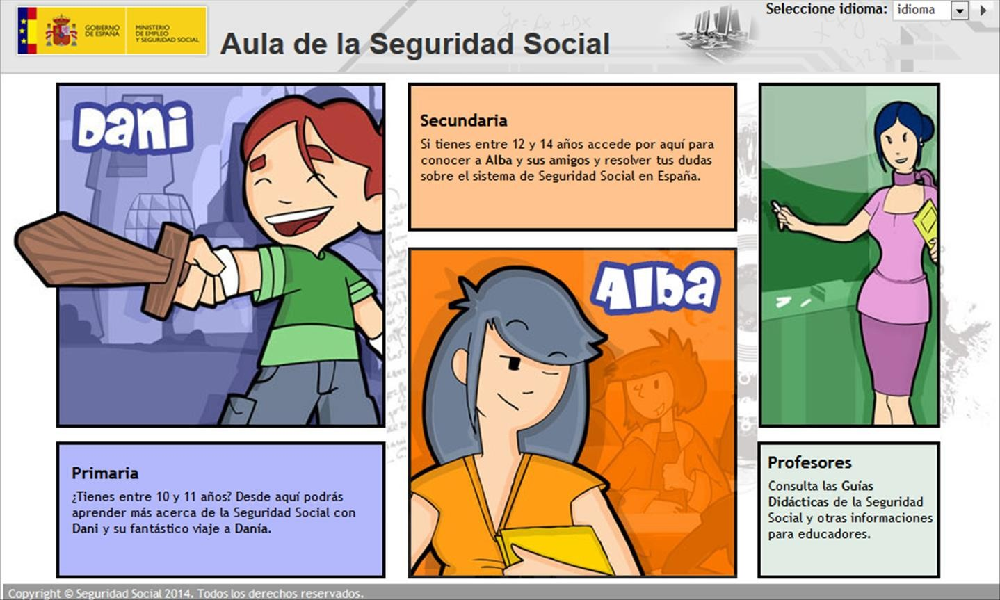 GOBIERNO
DE ESPAÑA
MINISTERIO
DE EMPLEO
Y SEGURIDAD SOCIAL
Aula de la Seguridad Social
Seleccione idioma: idioma
Dani
Primaria
¿Tienes entre 10 y 11 años? Desde aquí podrás
aprender más acerca de la Seguridad Social con
Dani y su fantástico viaje a Danía.
Secundaria
Si tienes entre 12 y 14 años accede por aquí para
conocer a Alba y sus amigos y resolver tus dudas
sobre el sistema de Seguridad Social en España.
Alba
Profesores
Consulta las Guías
Didácticas de la Seguridad
Social y otras informaciones
para educadores.
Copyright © Seguridad Social 2014. Todos los derechos reservados.